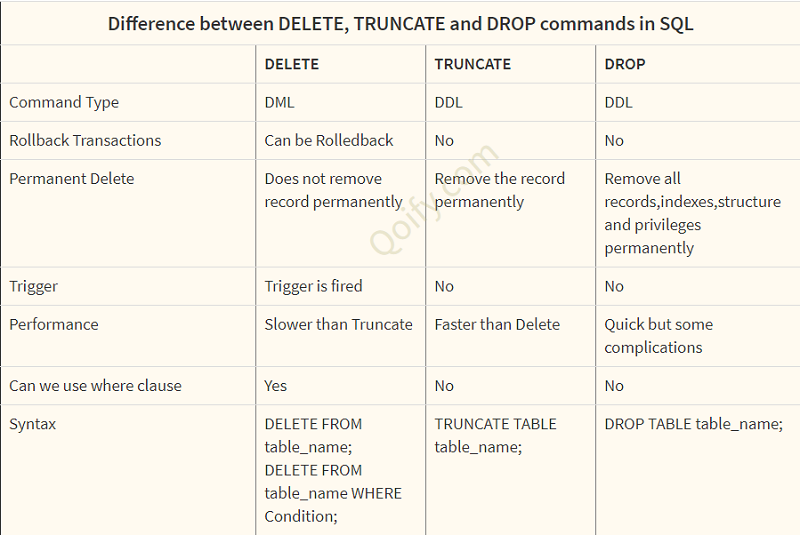 Difference between DELETE, TRUNCATE and DROP commands in SQL
DELETE TRUNCATE DROP
Command Type DML DDL DDL
Rollback Transactions Can be Rolledback No No
Permanent Delete Does not remove Remove the record Remove all
record permanently permanently records,indexes,structure
and privileges
permanently
Trigger Trigger is fired No No
Performance Slower than Truncate Faster than Delete Quick but some
complications
Can we use where clause Yes No No
Syntax DELETE FROM TRUNCATE TABLE DROP TABLE table_name;
table_name; table_name;
DELETE FROM
table_name WHERE
Condition;
Qoify.com